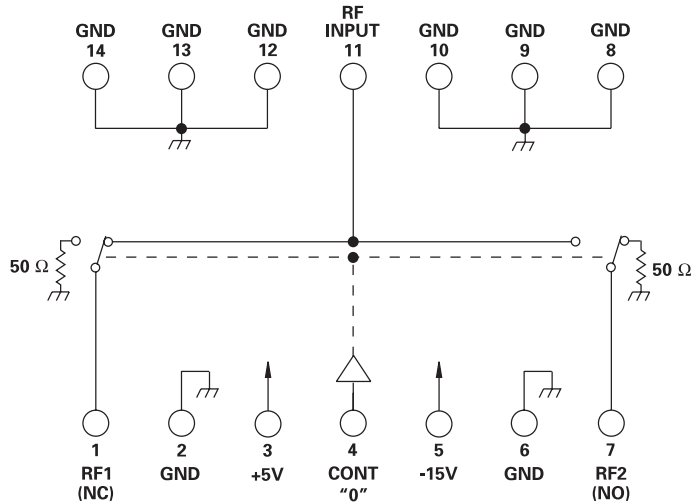 RF
GND GND GND INPUT GND GND GND
14 13 12 11 10 9 8
50 Ω 50 Ω
1 2 3 4 5 6 7
RF1 GND +5V CONT -15V GND RF2
(NC) “0” (NO)